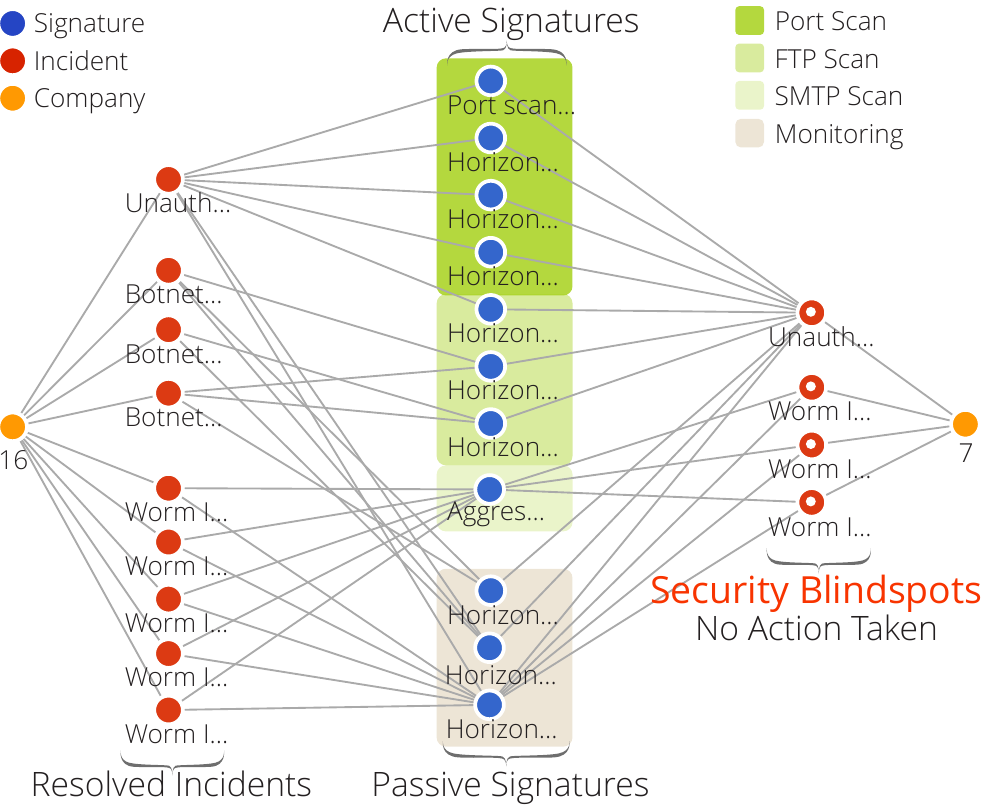 Signature
Incident
Company
Active Signatures
Port Scan
FTP Scan
SMTP Scan
Monitoring
Unauth...
Botnet...
Botnet...
Botnet...
16
Worm I...
Worm I...
Worm I...
Worm I...
Worm I...
Resolved Incidents
Port scan...
Horizon...
Horizon...
Horizon...
Horizon...
Horizon...
Horizon...
Aggres...
Horizon...
Horizon...
Horizon...
Passive Signatures
Unauth...
Worm I...
Worm I...
Worm I...
7
Security Blindspots
No Action Taken